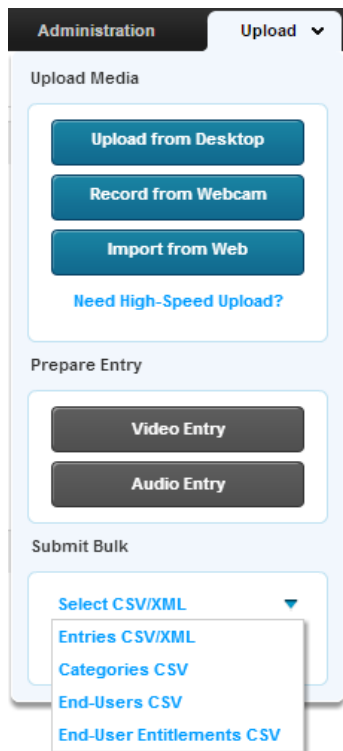 Administration Upload
Upload Media
Upload from Desktop
Record from Webcam
Import from Web
Need High-Speed Upload?
Prepare Entry
Video Entry
Audio Entry
Submit Bulk
Select CSV/XML
Entries CSV/XML
Categories CSV
End-Users CSV
End-User Entitlements CSV